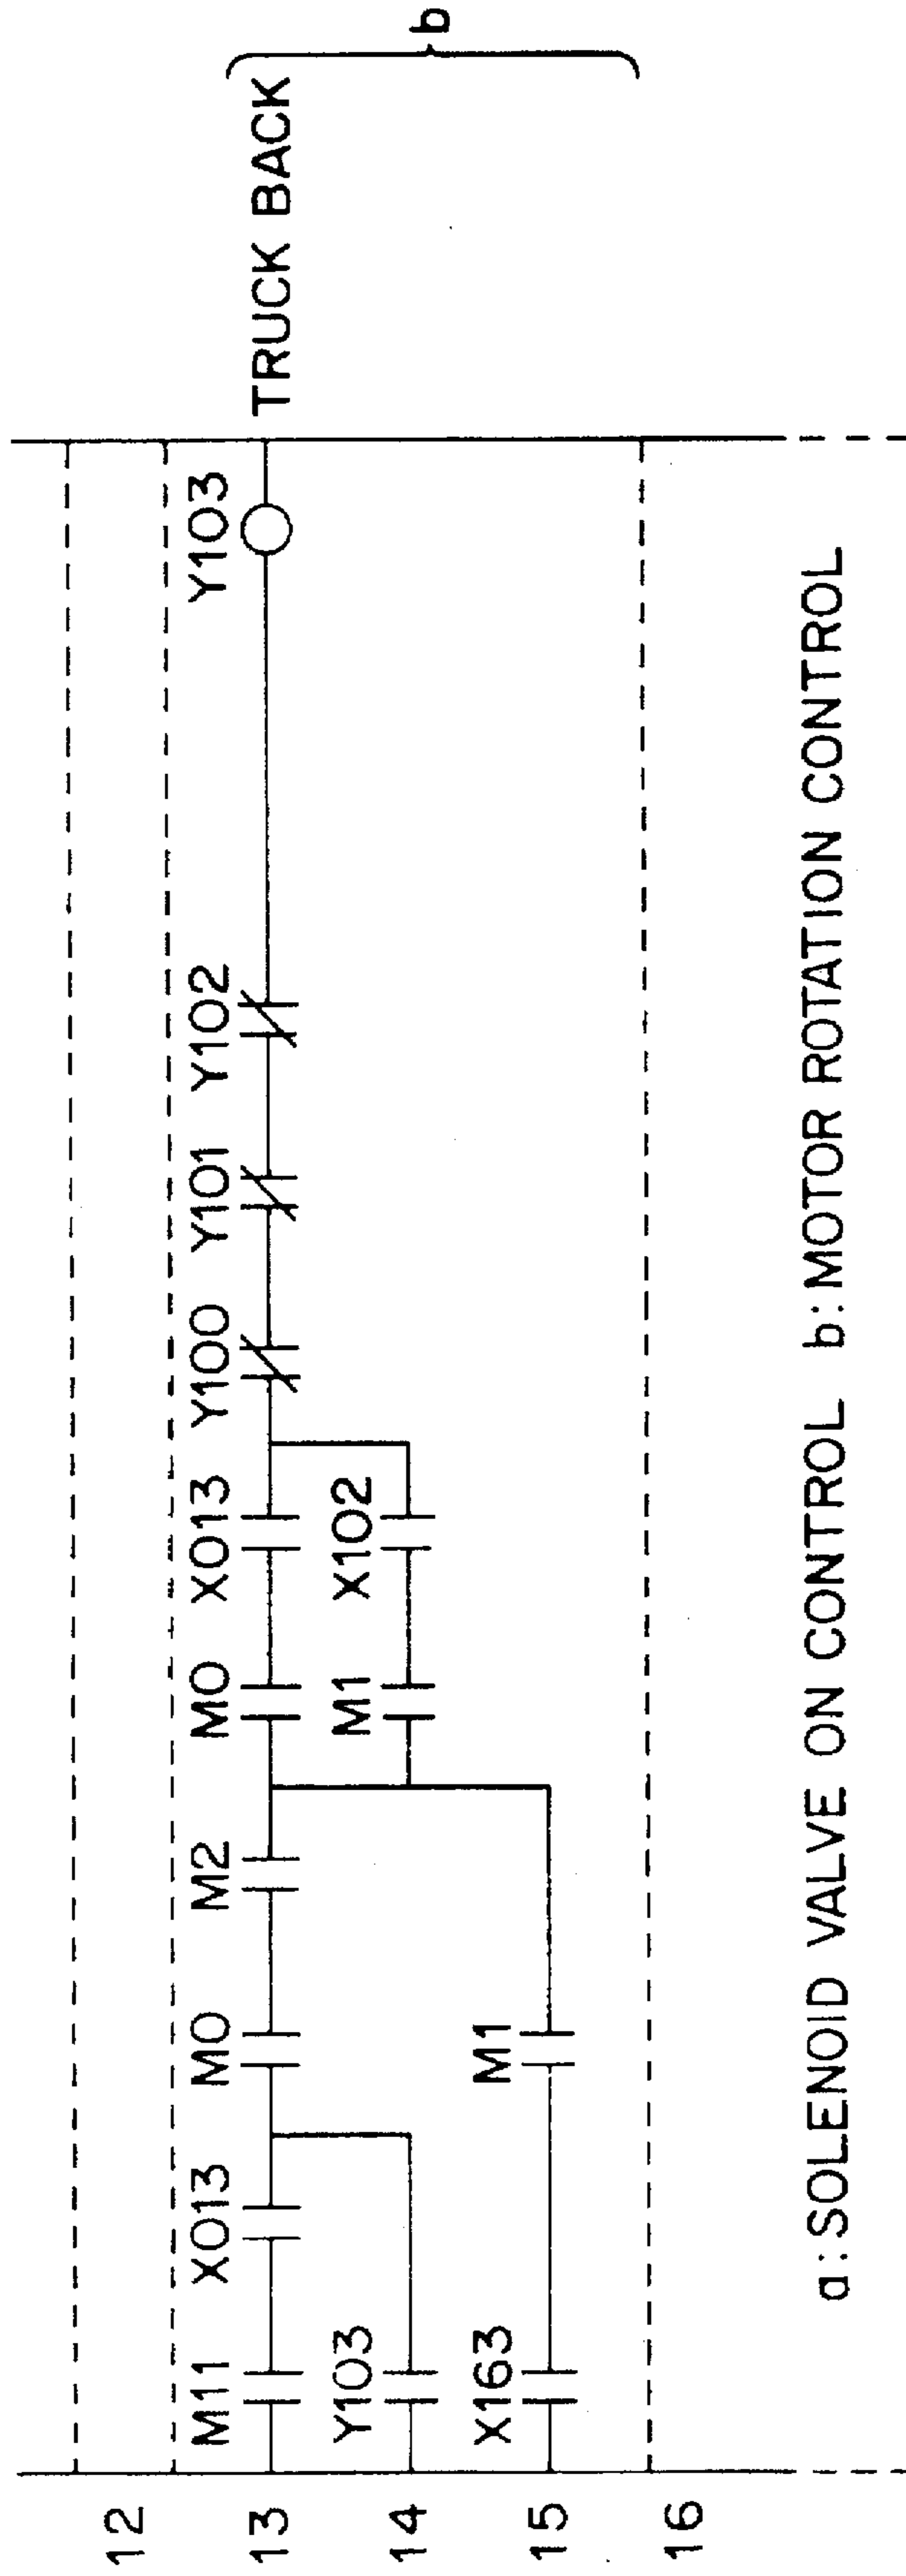 12
13 M11 X013 M0 M2 M0 X013 Y100 Y101 Y102 Y103 TRUCK BACK
14 Y103 M1 X102
15 X163 M1
16
b
a: SOLENOID VALVE ON CONTROL b: MOTOR ROTATION CONTROL